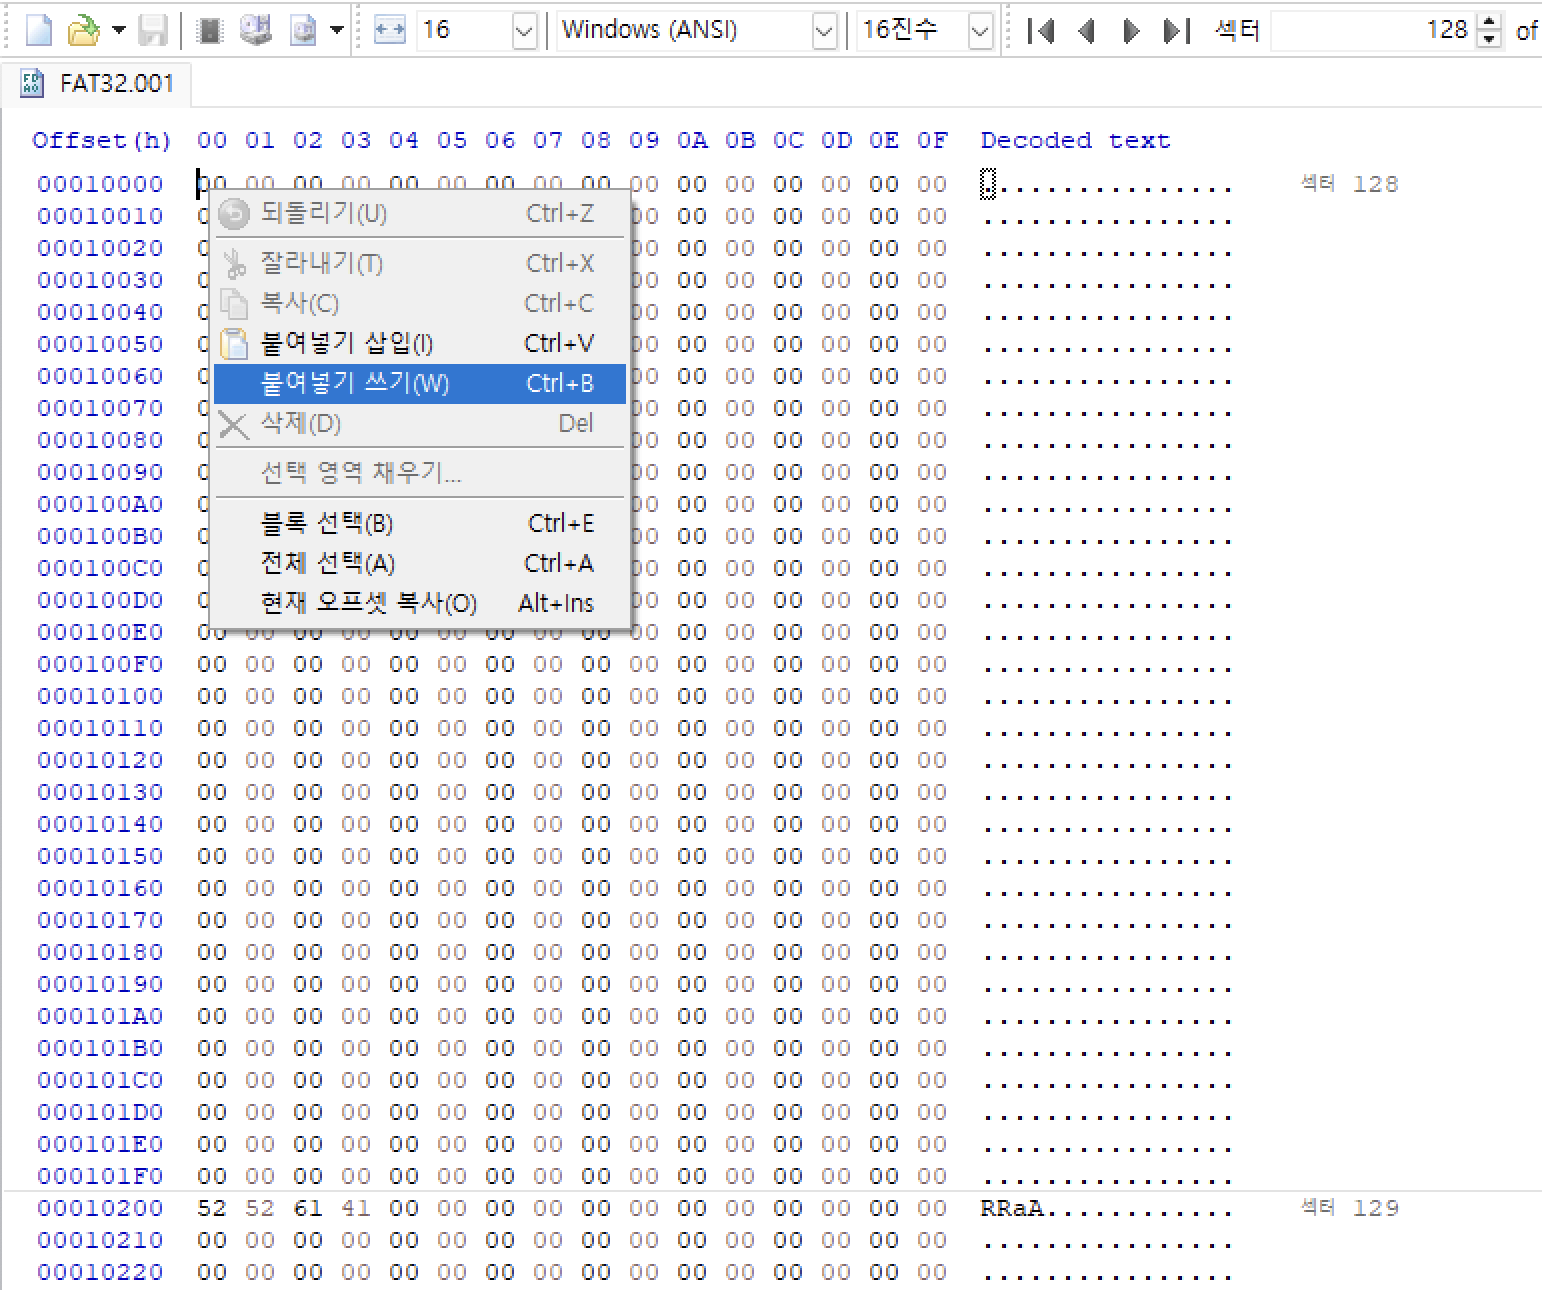 16 Windows (ANSI) 16진수 섹터 128 of
FAT32.001
Offset(h) 00 01 02 03 04 05 06 07 08 09 0A 0B 0C 0D 0E 0F Decoded text
00010000 00 00 00 00 00 00 00 00 00 00 00 00 00 00 00 00 ................ 섹터 128
00010010 0 00 00 00 00 00 00 00 ................
되돌리기(U) Ctrl+Z
00010020 00 00 00 00 00 00 00 ................
00010030 00 00 00 00 00 00 00 ................
잘라내기(T) Ctrl+X
00010040 00 00 00 00 00 00 00 ................
복사(C) Ctrl+C
00010050 00 00 00 00 00 00 00 ................
붙여넣기 삽입(I) Ctrl+V
00010060 00 00 00 00 00 00 00 ................
붙여넣기 쓰기(W) Ctrl+B
00010070 00 00 00 00 00 00 00 ................
00010080 00 00 00 00 00 00 00 ................
삭제(D) Del
00010090 00 00 00 00 00 00 00 ................
선택 영역 채우기...
000100A0 00 00 00 00 00 00 00 ................
000100B0 00 00 00 00 00 00 00 ................
블록 선택(B) Ctrl+E
000100C0 00 00 00 00 00 00 00 ................
전체 선택(A) Ctrl+A
000100D0 00 00 00 00 00 00 00 ................
현재 오프셋 복사(O) Alt+Ins
000100E0 00 00 00 00 00 00 00 00 00 00 00 00 00 00 00 00 ................
000100F0 00 00 00 00 00 00 00 00 00 00 00 00 00 00 00 00 ................
00010100 00 00 00 00 00 00 00 00 00 00 00 00 00 00 00 00 ................
00010110 00 00 00 00 00 00 00 00 00 00 00 00 00 00 00 00 ................
00010120 00 00 00 00 00 00 00 00 00 00 00 00 00 00 00 00 ................
00010130 00 00 00 00 00 00 00 00 00 00 00 00 00 00 00 00 ................
00010140 00 00 00 00 00 00 00 00 00 00 00 00 00 00 00 00 ................
00010150 00 00 00 00 00 00 00 00 00 00 00 00 00 00 00 00 ................
00010160 00 00 00 00 00 00 00 00 00 00 00 00 00 00 00 00 ................
00010170 00 00 00 00 00 00 00 00 00 00 00 00 00 00 00 00 ................
00010180 00 00 00 00 00 00 00 00 00 00 00 00 00 00 00 00 ................
00010190 00 00 00 00 00 00 00 00 00 00 00 00 00 00 00 00 ................
000101A0 00 00 00 00 00 00 00 00 00 00 00 00 00 00 00 00 ................
000101B0 00 00 00 00 00 00 00 00 00 00 00 00 00 00 00 00 ................
000101C0 00 00 00 00 00 00 00 00 00 00 00 00 00 00 00 00 ................
000101D0 00 00 00 00 00 00 00 00 00 00 00 00 00 00 00 00 ................
000101E0 00 00 00 00 00 00 00 00 00 00 00 00 00 00 00 00 ................
000101F0 00 00 00 00 00 00 00 00 00 00 00 00 00 00 00 00 ................
00010200 52 52 61 41 00 00 00 00 00 00 00 00 00 00 00 00 RRaA............ 섹터 129
00010210 00 00 00 00 00 00 00 00 00 00 00 00 00 00 00 00 ................
00010220 00 00 00 00 00 00 00 00 00 00 00 00 00 00 00 00 ................